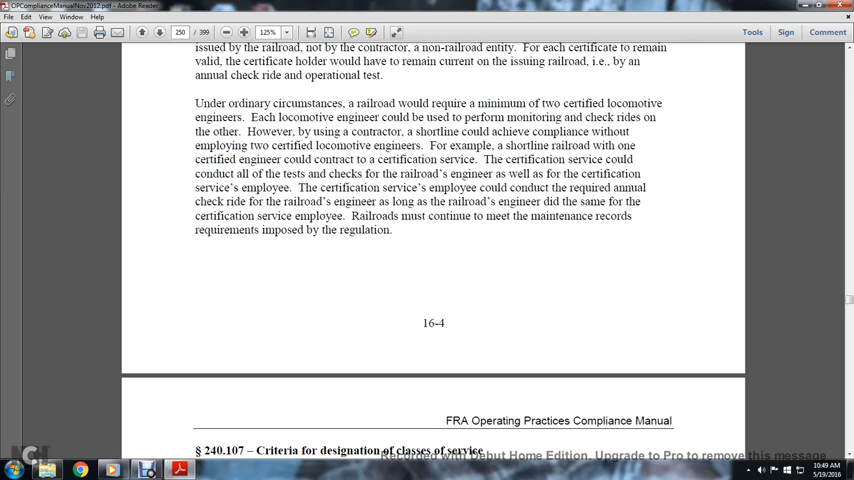 OPComplianceManualNov2012.pdf - Adobe Reader
File Edit View Window Help
250 / 399 125% Tools Sign Comment
issued by the railroad, not by the contractor, a non-railroad entity. For each certificate to remain
valid, the certificate holder would have to remain current on the issuing railroad, i.e., by an
annual check ride and operational test.
Under ordinary circumstances, a railroad would require a minimum of two certified locomotive
engineers. Each locomotive engineer could be used to perform monitoring and check rides on
the other. However, by using a contractor, a shortline could achieve compliance without
employing two certified locomotive engineers. For example, a shortline railroad with one
certified engineer could contract to a certification service. The certification service could
conduct all of the tests and checks for the railroad's engineer as well as for the certification
service's employee. The certification service's employee could conduct the required annual
check ride for the railroad's engineer as long as the railroad's engineer did the same for the
certification service employee. Railroads must continue to meet the maintenance records
requirements imposed by the regulation.
16-4
FRA Operating Practices Compliance Manual
§ 240.107 – Criteria for designation of classes of service
Recorded with Debut Home Edition. Upgrade to Pro to remove this message
NCH
10:49 AM
5/19/2016